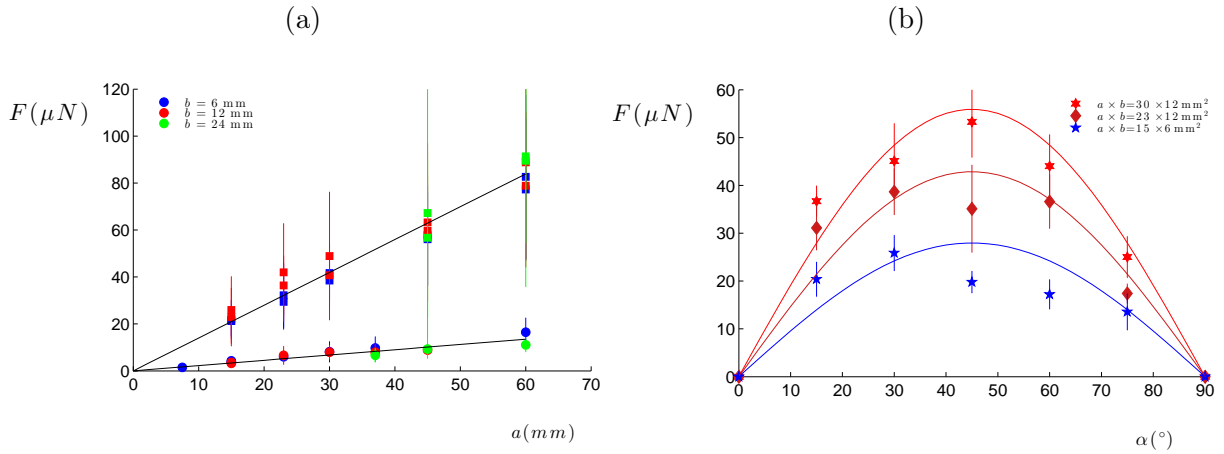 (a)
F(μN)
120
100
80
60
40
20
0
b = 6 mm
b = 12 mm
b = 24 mm
0 10 20 30 40 50 60 70
a(mm)
(b)
F(μN)
60
50
40
30
20
10
0
a × b=30 ×12 mm²
a × b=23 ×12 mm²
a × b=15 ×6 mm²
0 10 20 30 40 50 60 70 80 90
α(°)